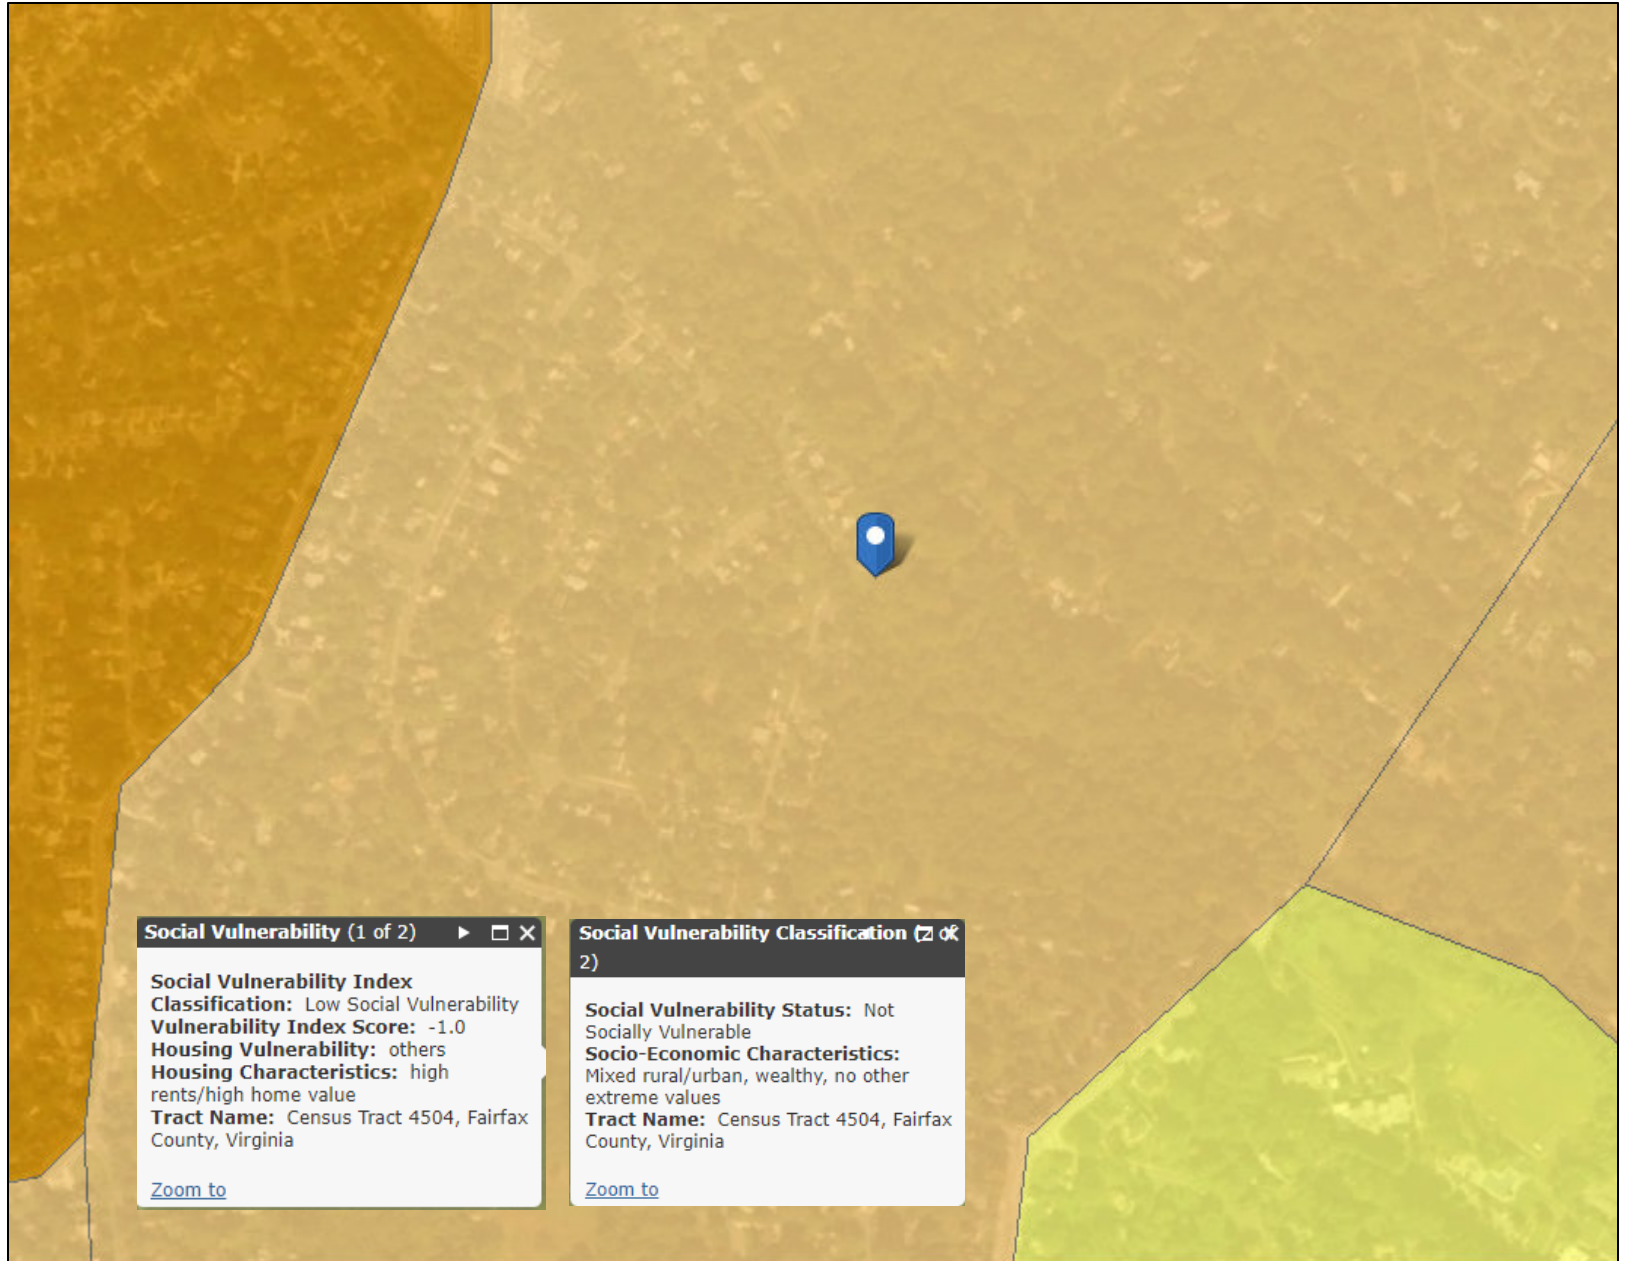 Social Vulnerability (1 of 2)
Social Vulnerability Index
Classification: Low Social Vulnerability
Vulnerability Index Score: -1.0
Housing Vulnerability: others
Housing Characteristics: high
rents/high home value
Tract Name: Census Tract 4504, Fairfax
County, Virginia
Zoom to
Social Vulnerability Classification (2 of
2)
Social Vulnerability Status: Not
Socially Vulnerable
Socio-Economic Characteristics:
Mixed rural/urban, wealthy, no other
extreme values
Tract Name: Census Tract 4504, Fairfax
County, Virginia
Zoom to